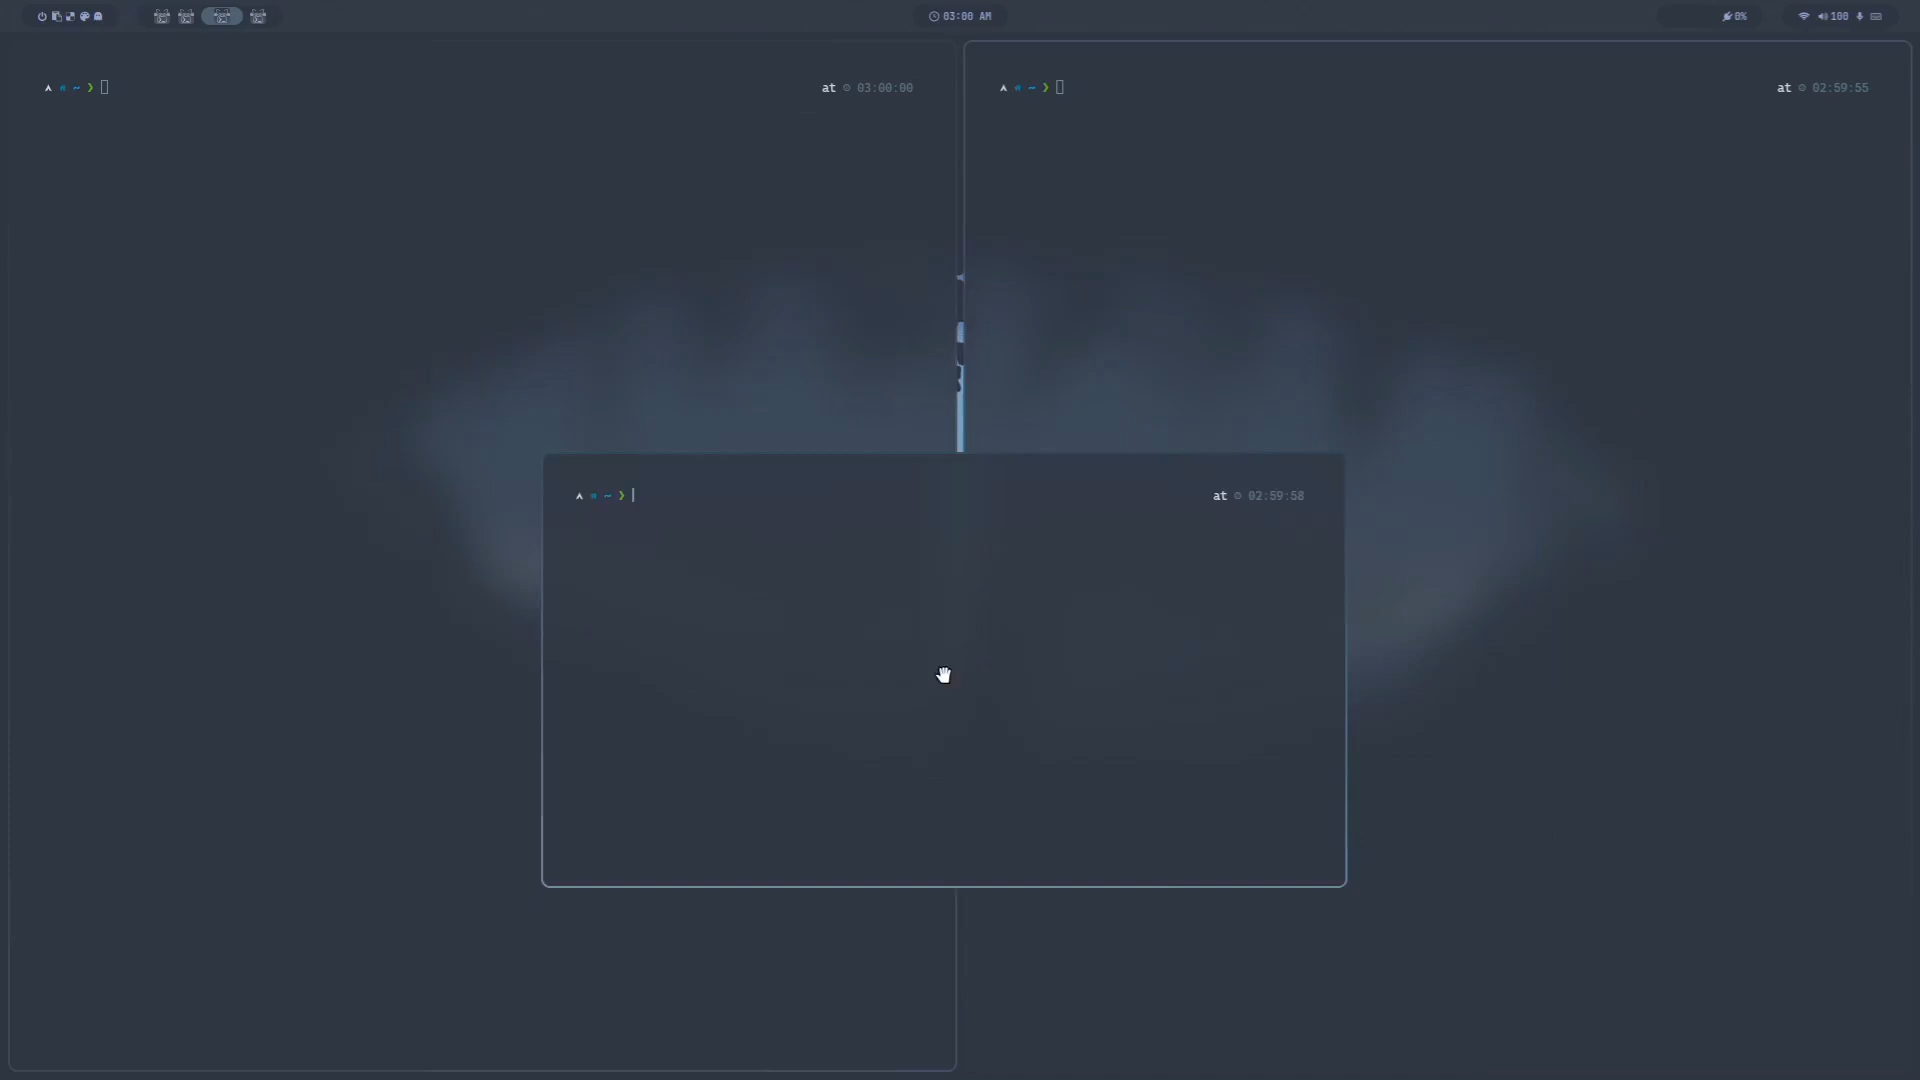 03:00 AM
0%
100
~ ❯
at 03:00:00
~ ❯
at 02:59:55
~ ❯
at 02:59:58